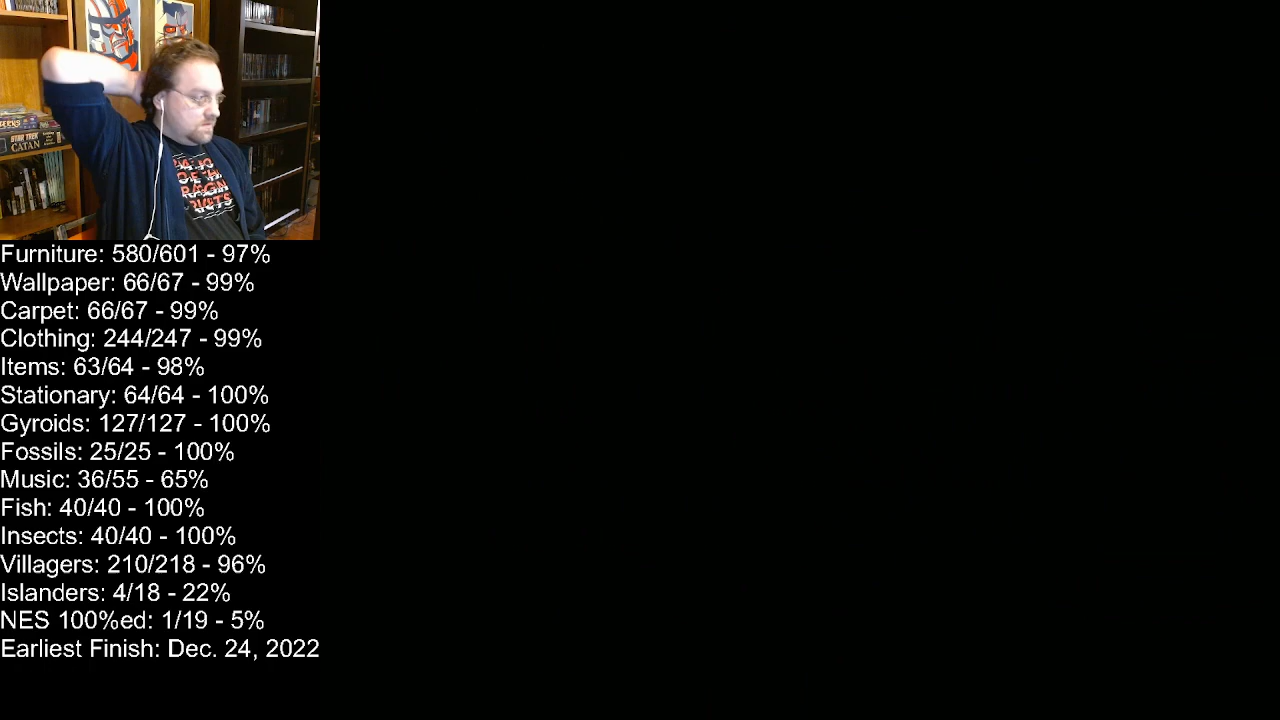 STAR TREK
CATAN
Furniture: 580/601 - 97%
Wallpaper: 66/67 - 99%
Carpet: 66/67 - 99%
Clothing: 244/247 - 99%
Items: 63/64 - 98%
Stationary: 64/64 - 100%
Gyroids: 127/127 - 100%
Fossils: 25/25 - 100%
Music: 36/55 - 65%
Fish: 40/40 - 100%
Insects: 40/40 - 100%
Villagers: 210/218 - 96%
Islanders: 4/18 - 22%
NES 100%ed: 1/19 - 5%
Earliest Finish: Dec. 24, 2022